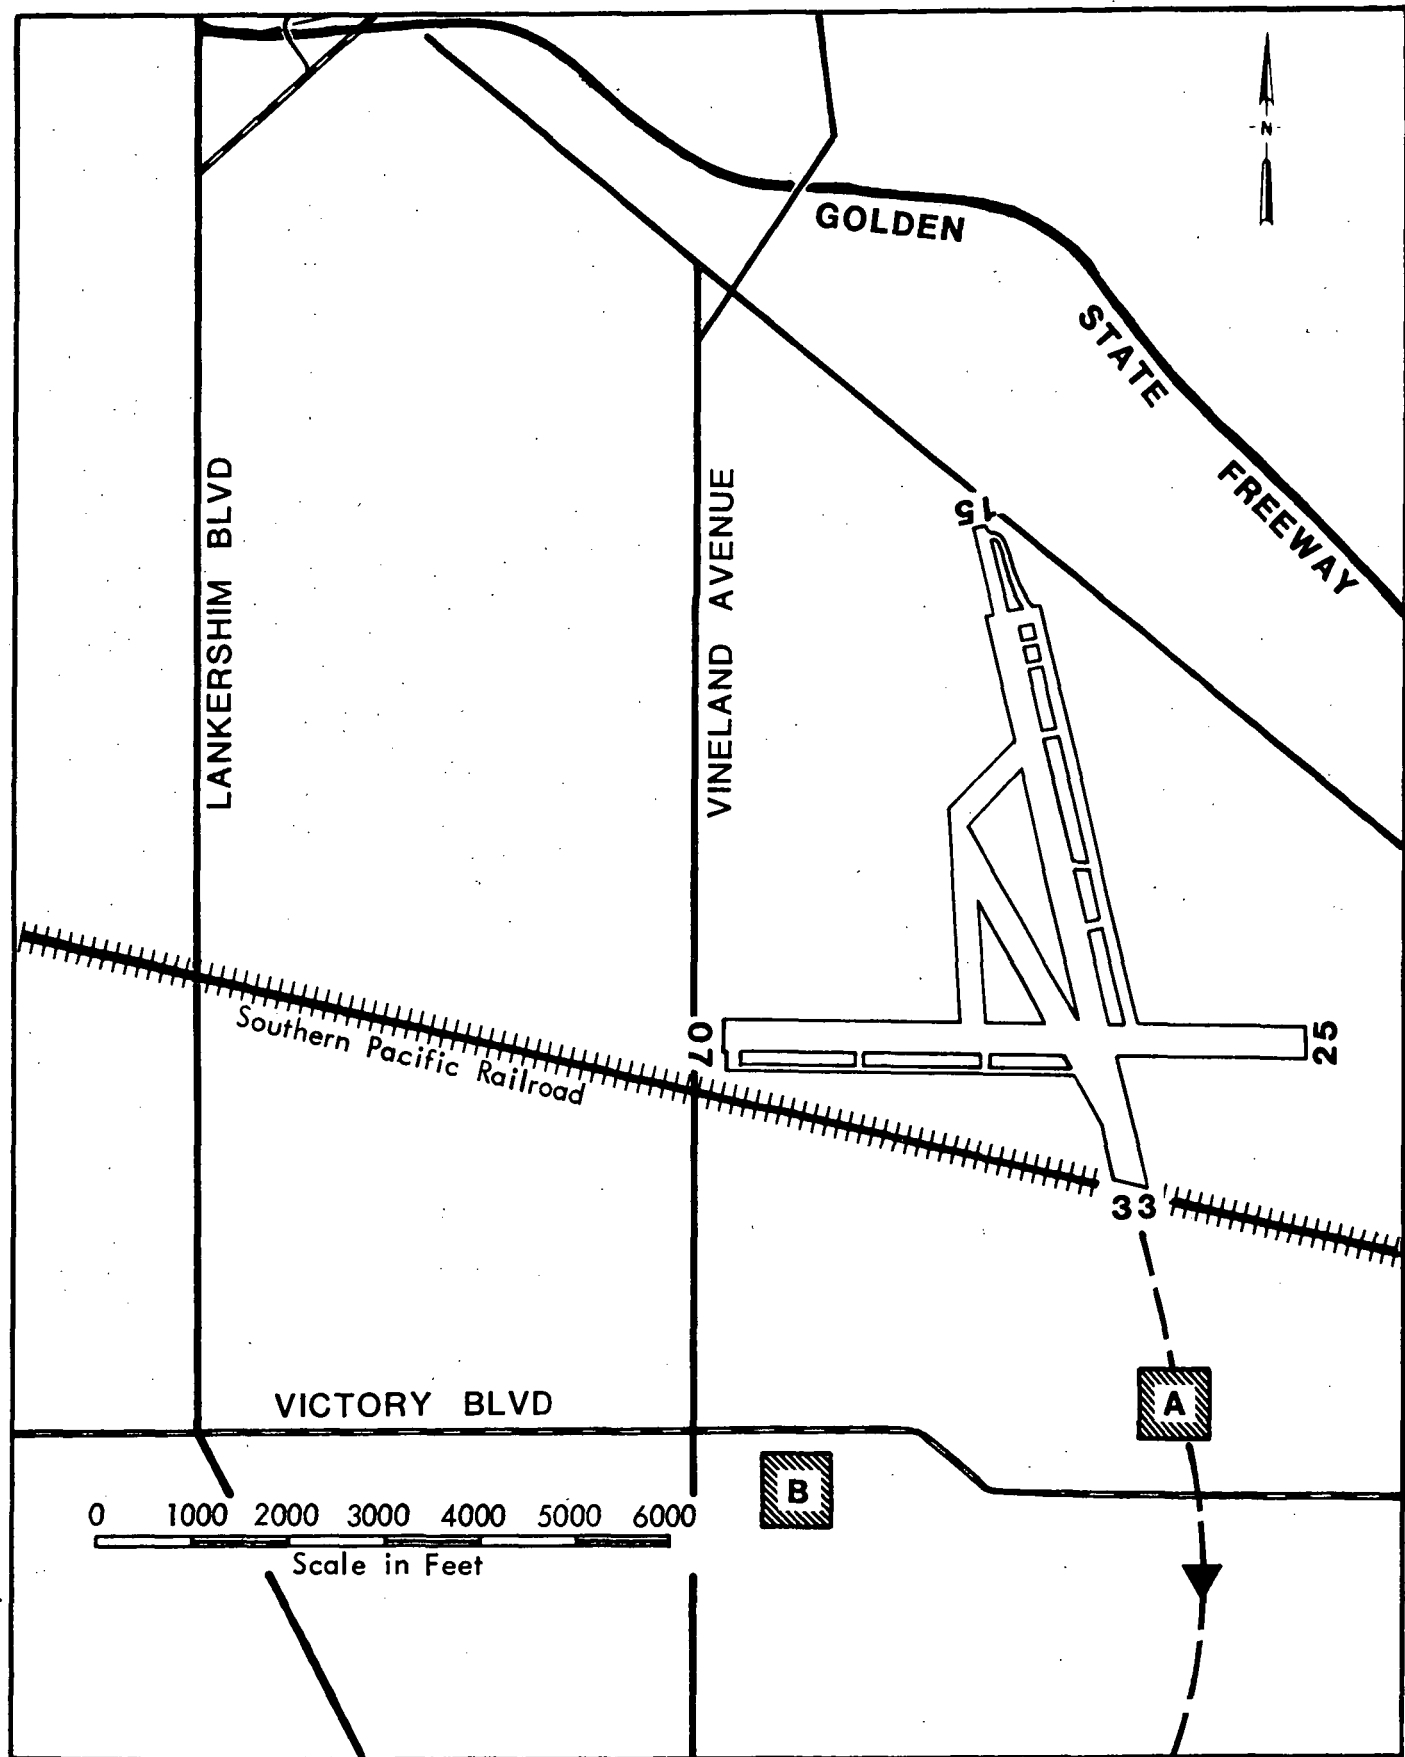 N
GOLDEN
STATE
FREEWAY
LANKERSHIM BLVD
VINELAND AVENUE
15
07
25
Southern Pacific Railroad
33
A
VICTORY BLVD
B
0 1000 2000 3000 4000 5000 6000
Scale in Feet